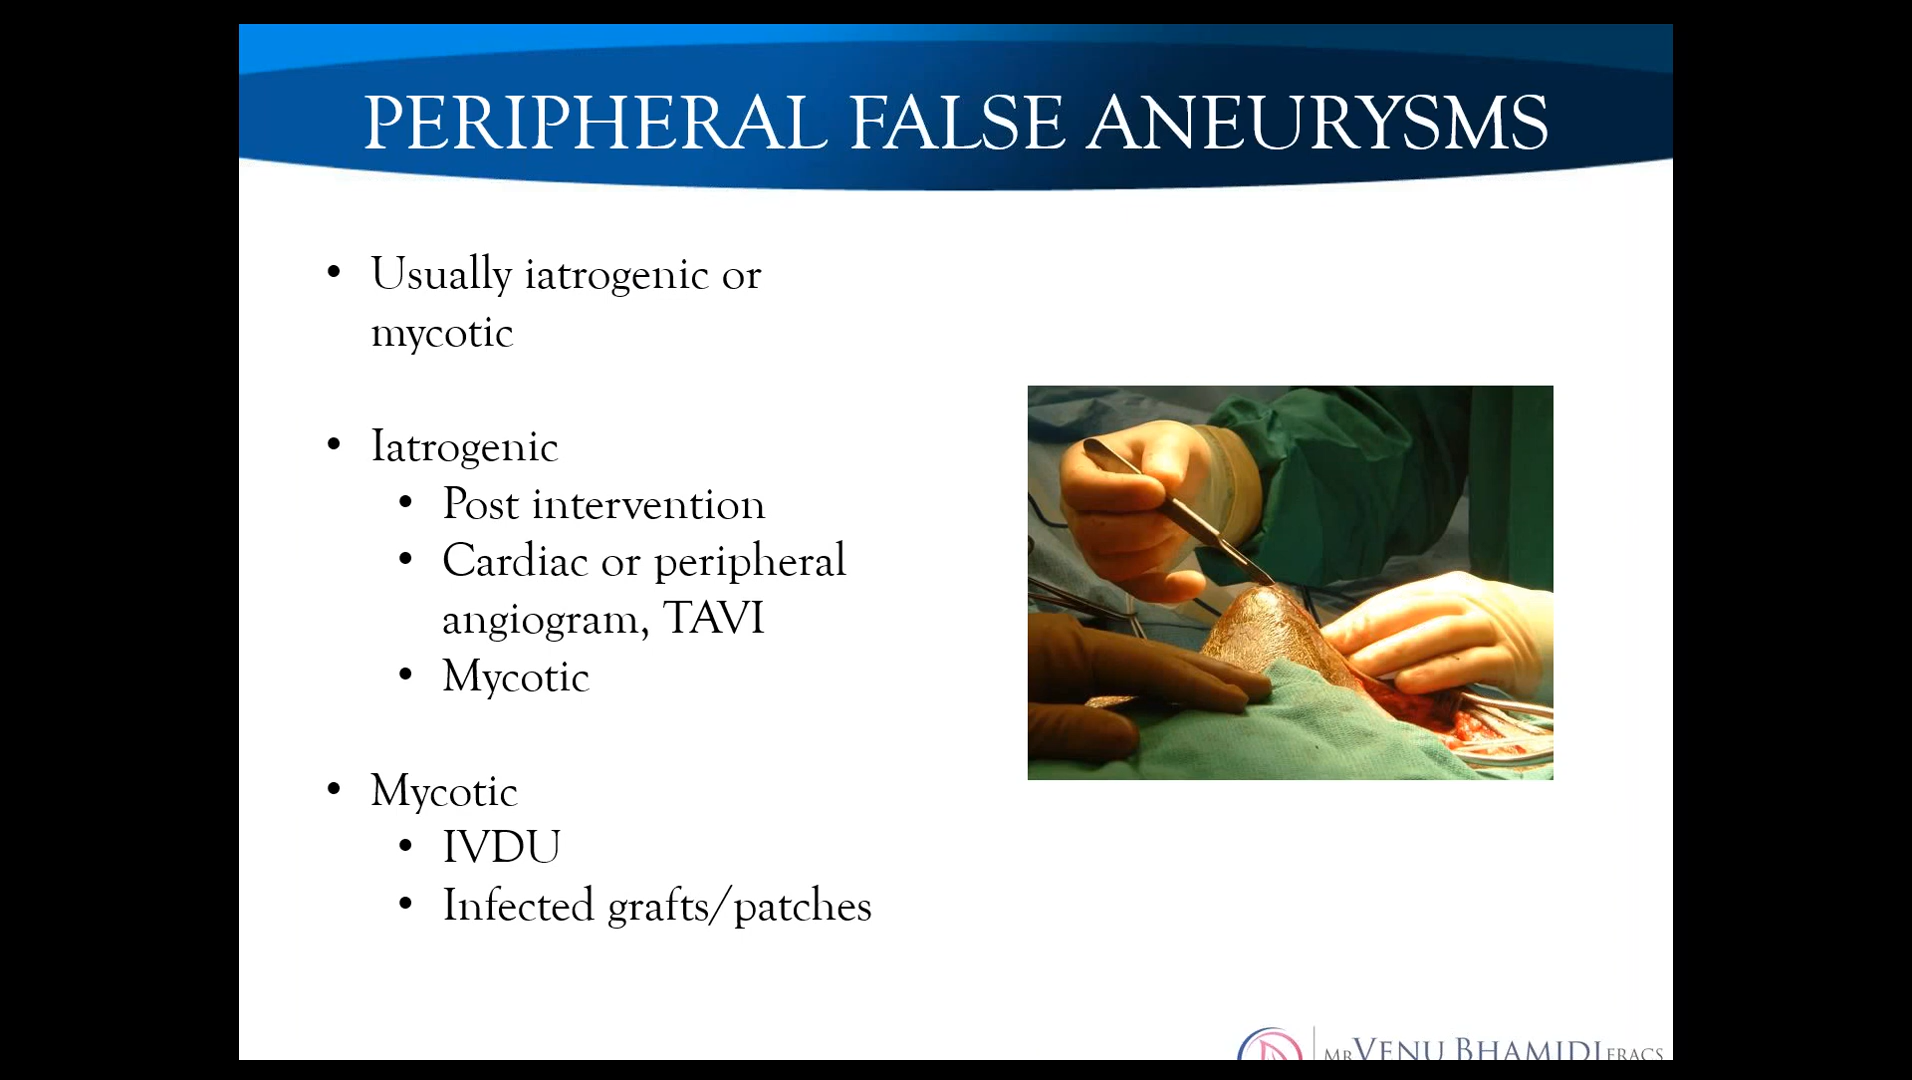 PERIPHERAL FALSE ANEURYSMS
• Usually iatrogenic or
mycotic
• Iatrogenic
• Post intervention
• Cardiac or peripheral
angiogram, TAVI
• Mycotic
• Mycotic
• IVDU
• Infected grafts/patches
MR VENU BHAMIDI FRACS